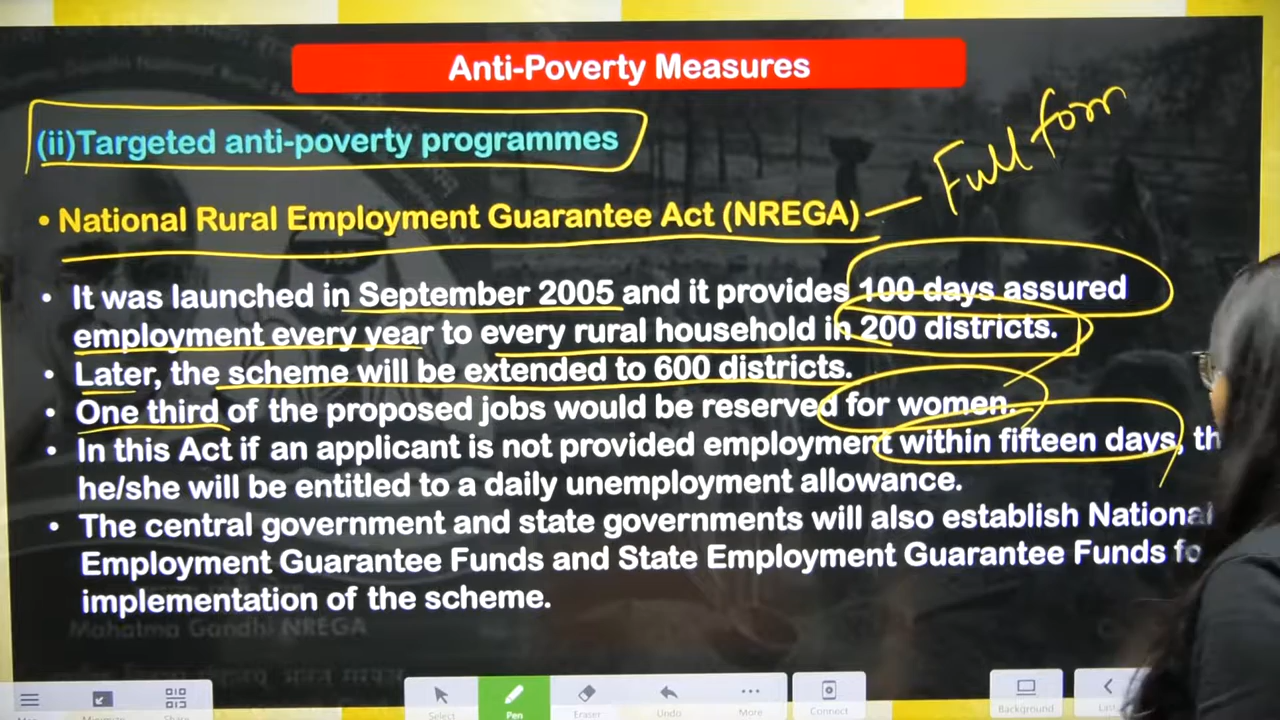 Anti-Poverty Measures
(ii)Targeted anti-poverty programmes
Full form
• National Rural Employment Guarantee Act (NREGA)
• It was launched in September 2005 and it provides 100 days assured
employment every year to every rural household in 200 districts.
• Later, the scheme will be extended to 600 districts.
• One third of the proposed jobs would be reserved for women.
• In this Act if an applicant is not provided employment within fifteen days, th
he/she will be entitled to a daily unemployment allowance.
• The central government and state governments will also establish National
Employment Guarantee Funds and State Employment Guarantee Funds fo
implementation of the scheme.
Mahatma Gandhi NREGA
Minimize Share Select Pen Eraser Undo More Connect Background